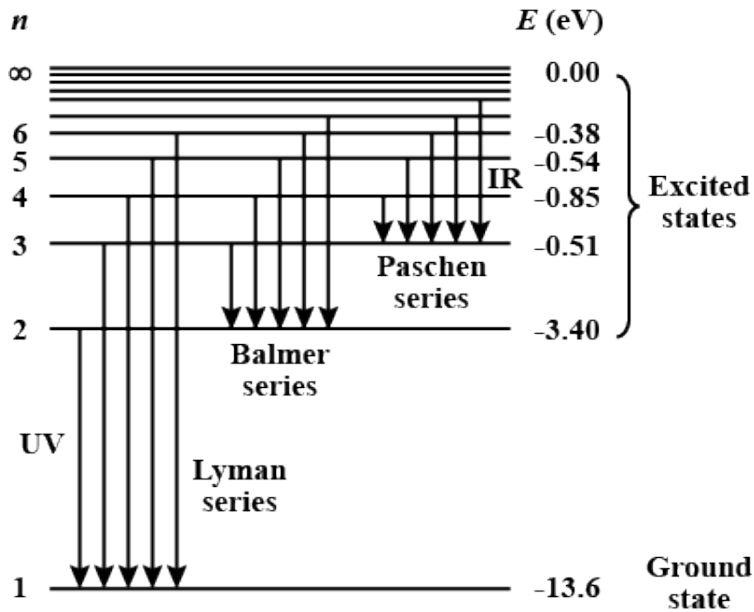 n E (eV)
∞ 0.00
6 -0.38
5 -0.54
IR
4 -0.85
Excited
states
3 -0.51
Paschen
series
2 -3.40
Balmer
series
UV
Lyman
series
1 -13.6
Ground
state